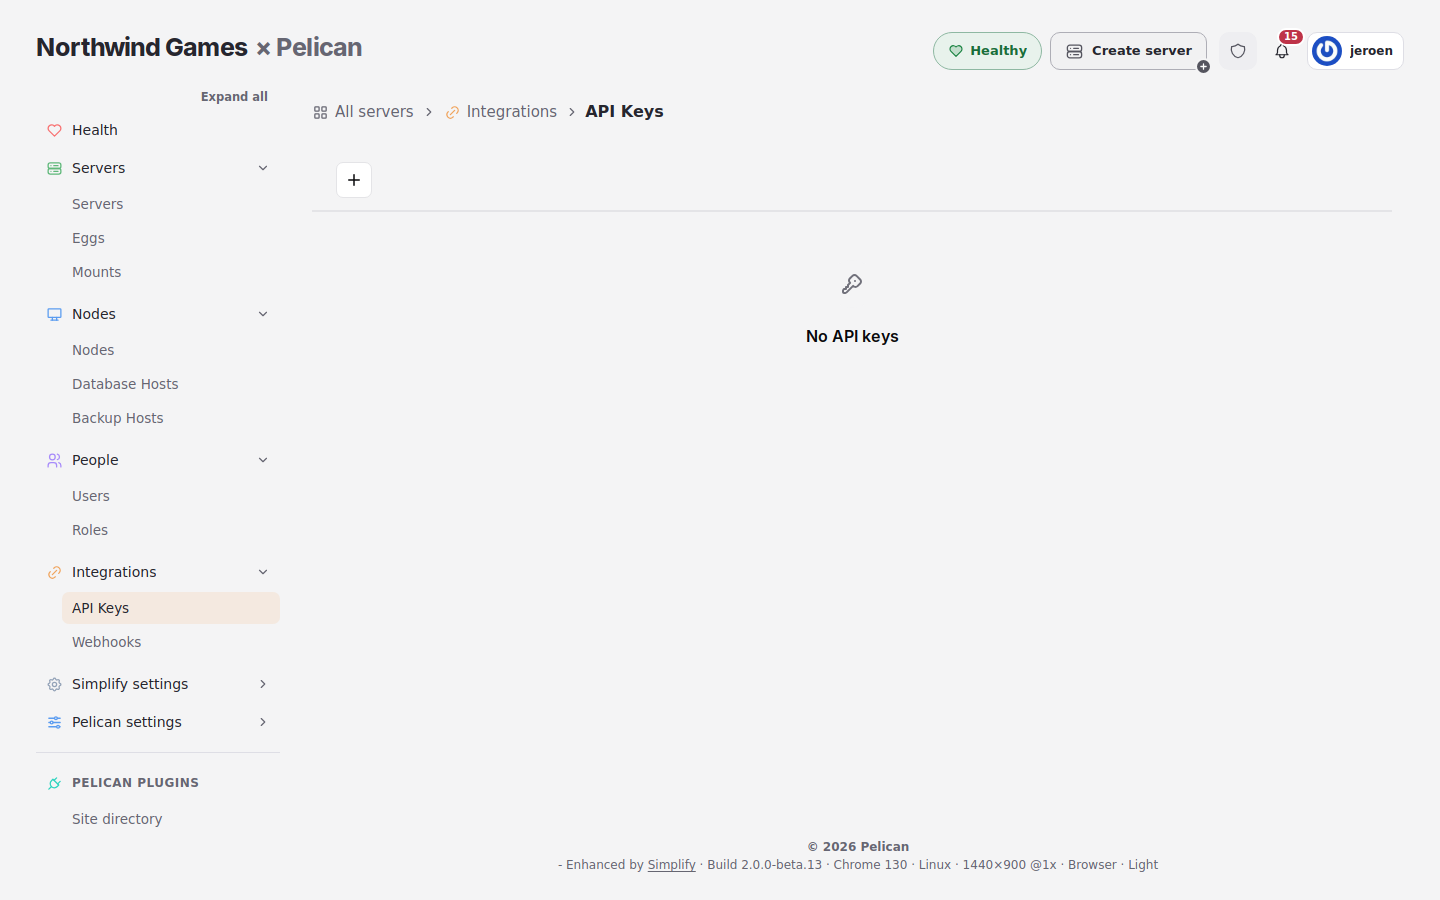 Northwind Games × Pelican
Healthy
Create server
15
jeroen
Expand all
Health
Servers
Servers
Eggs
Mounts
Nodes
Nodes
Database Hosts
Backup Hosts
People
Users
Roles
Integrations
API Keys
Webhooks
Simplify settings
Pelican settings
PELICAN PLUGINS
Site directory
All servers > Integrations > API Keys
No API keys
© 2026 Pelican
- Enhanced by Simplify · Build 2.0.0-beta.13 · Chrome 130 · Linux · 1440×900 @1x · Browser · Light